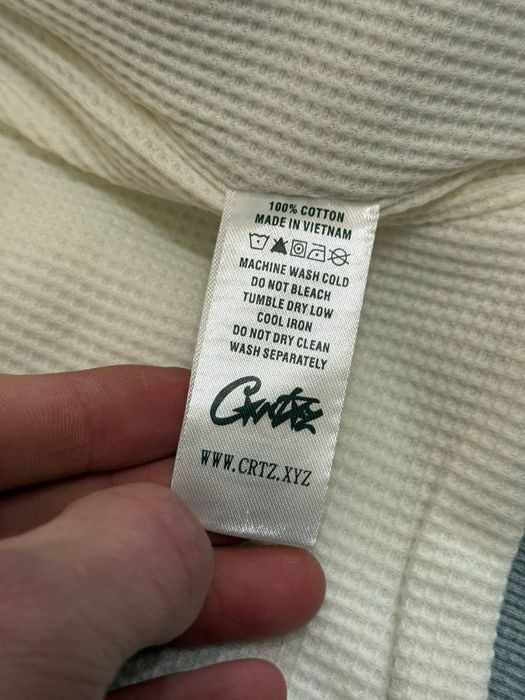 100% COTTON
MADE IN VIETNAM
MACHINE WASH COLD
DO NOT BLEACH
TUMBLE DRY LOW
COOL IRON
DO NOT DRY CLEAN
WASH SEPARATELY
Crtz
WWW.CRTZ.XYZ